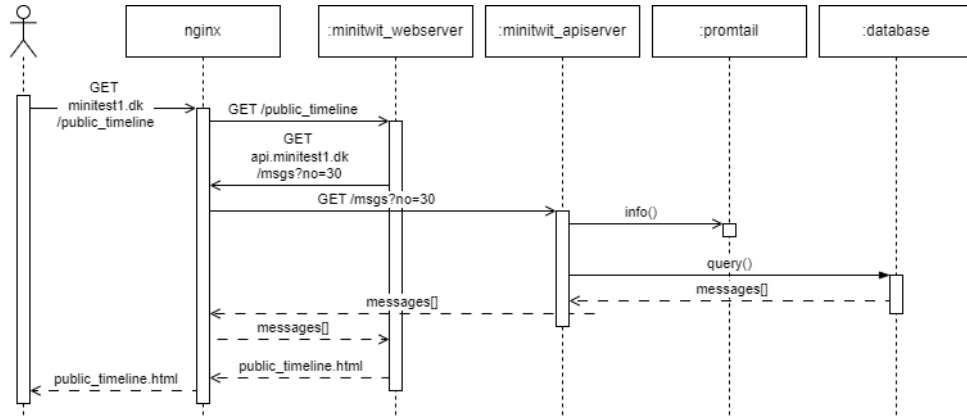 nginx
:minitwit_webserver
:minitwit_apiserver
:promtail
:database
GET
minitest1.dk
/public_timeline
GET /public_timeline
GET
api.minitest1.dk
/msgs?no=30
GET /msgs?no=30
info()
query()
messages[]
messages[]
messages[]
public_timeline.html
public_timeline.html